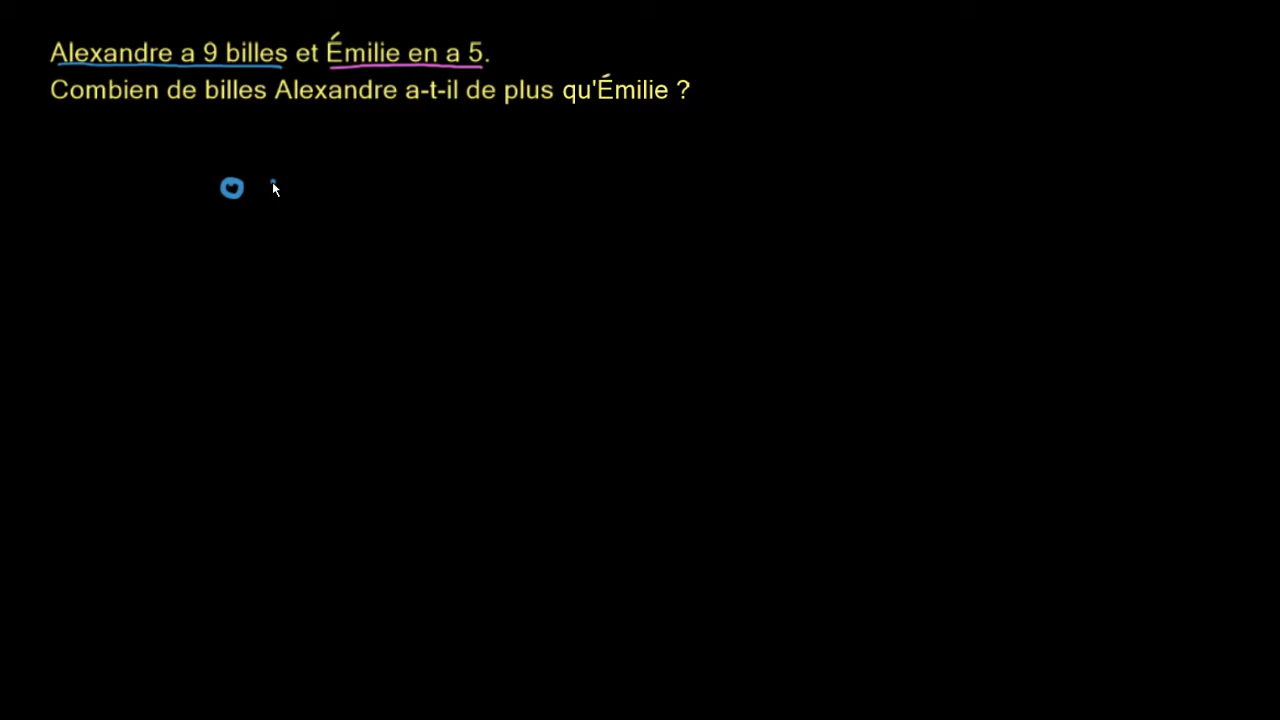 Alexandre a 9 billes et Émilie en a 5.
Combien de billes Alexandre a-t-il de plus qu'Émilie ?